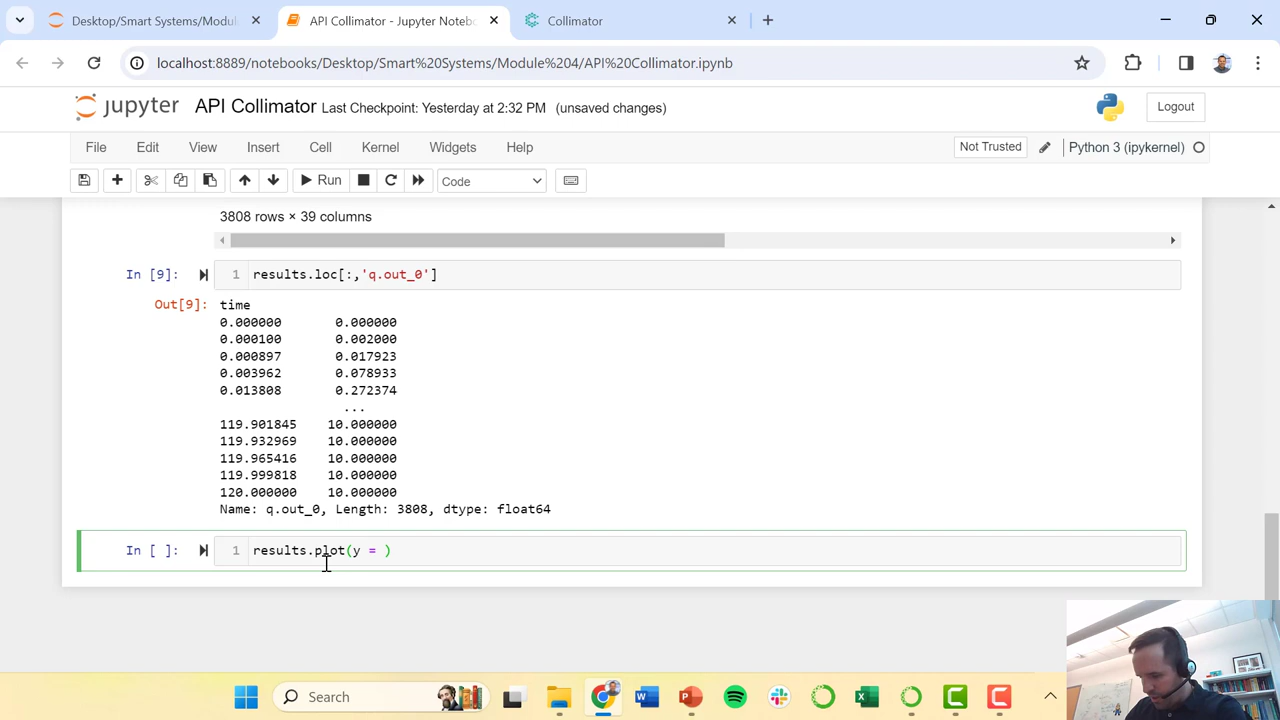 Desktop/Smart Systems/Modul
API Collimator - Jupyter Notebo
Collimator
localhost:8889/notebooks/Desktop/Smart%20Systems/Module%204/API%20Collimator.ipynb
jupyter API Collimator Last Checkpoint: Yesterday at 2:32 PM (unsaved changes) Logout
File Edit View Insert Cell Kernel Widgets Help Not Trusted Python 3 (ipykernel)
Run Code
3808 rows × 39 columns
In [9]: 1 results.loc[:,'q.out_0']
Out[9]: time
0.000000 0.000000
0.000100 0.002000
0.000897 0.017923
0.003962 0.078933
0.013808 0.272374
...
119.901845 10.000000
119.932969 10.000000
119.965416 10.000000
119.999818 10.000000
120.000000 10.000000
Name: q.out_0, Length: 3808, dtype: float64
In [ ]: 1 results.plot(y = )
Search